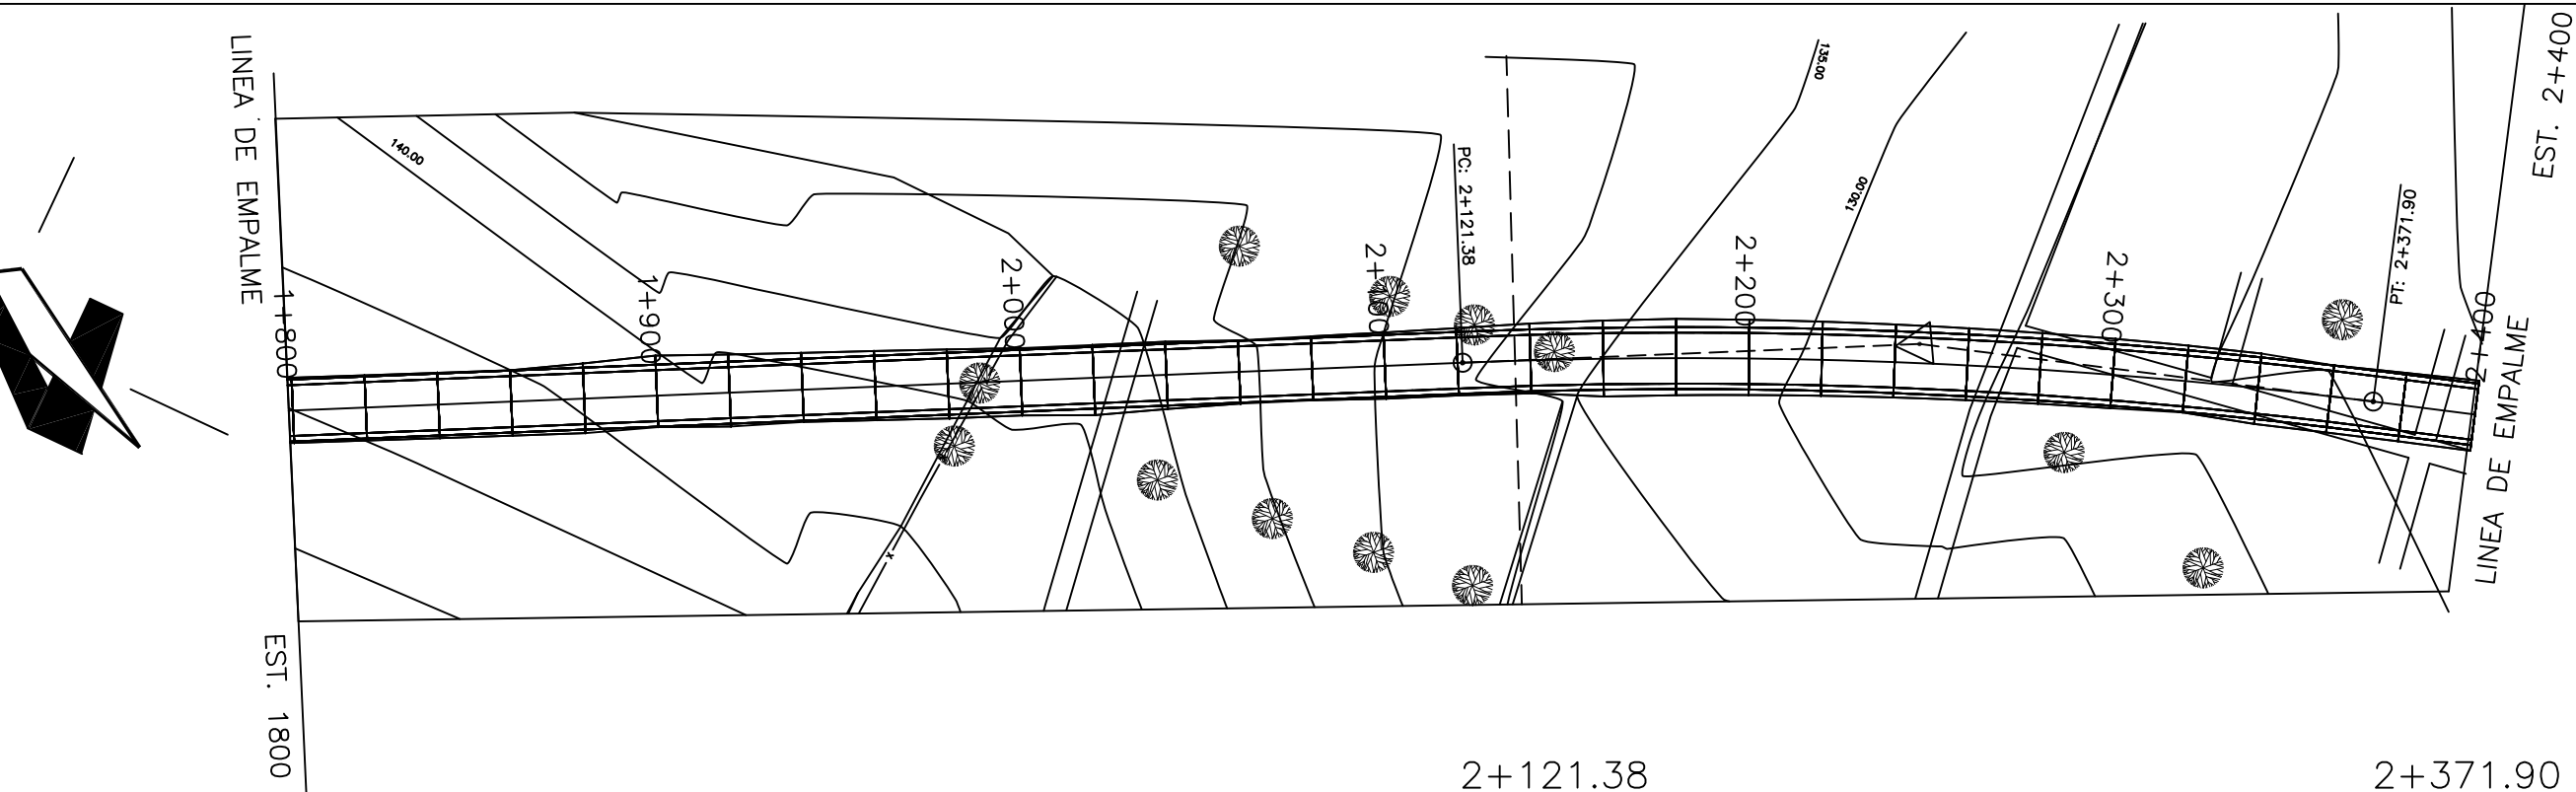 LINEA DE EMPALME
EST. 1800
140.00
1+800
1+900
2+000
2+100
PC: 2+121.38
135.00
130.00
2+200
2+300
PT: 2+371.90
2+400
EST. 2+400
LINEA DE EMPALME
x
2+121.38
2+371.90